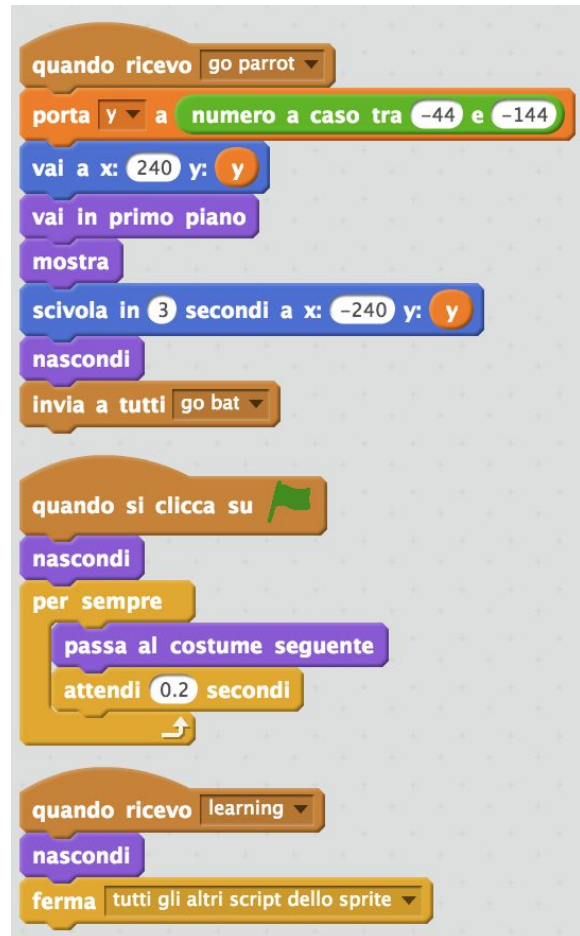 quando ricevo go parrot
porta y a numero a caso tra -44 e -144
vai a x: 240 y: y
vai in primo piano
mostra
scivola in 3 secondi a x: -240 y: y
nascondi
invia a tutti go bat
quando si clicca su
nascondi
per sempre
passa al costume seguente
attendi 0.2 secondi
quando ricevo learning
nascondi
ferma tutti gli altri script dello sprite